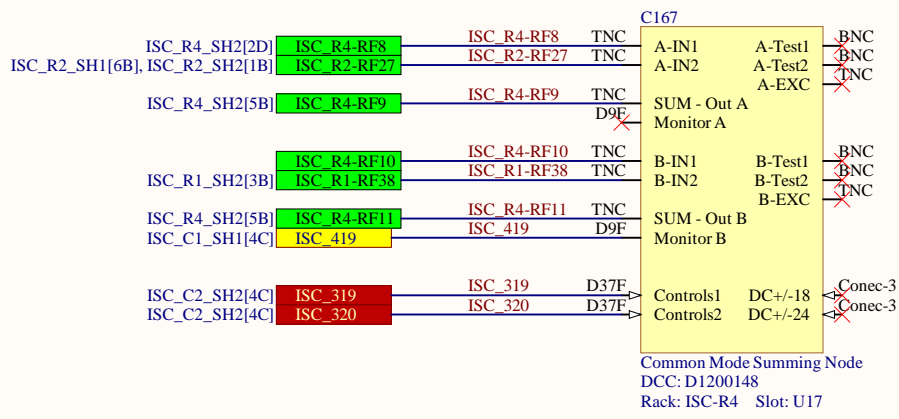 C167
ISC_R4_SH2[2D] ISC_R4-RF8 ISC_R4-RF8 TNC A-IN1 A-Test1 BNC
ISC_R2_SH1[6B], ISC_R2_SH2[1B] ISC_R2-RF27 ISC_R2-RF27 TNC A-IN2 A-Test2 BNC
A-EXC TNC
ISC_R4_SH2[5B] ISC_R4-RF9 ISC_R4-RF9 TNC SUM - Out A
D9F Monitor A
ISC_R4-RF10 ISC_R4-RF10 TNC B-IN1 B-Test1 BNC
ISC_R1_SH2[3B] ISC_R1-RF38 ISC_R1-RF38 TNC B-IN2 B-Test2 BNC
B-EXC TNC
ISC_R4_SH2[5B] ISC_R4-RF11 ISC_R4-RF11 TNC SUM - Out B
ISC_C1_SH1[4C] ISC_419 ISC_419 D9F Monitor B
ISC_C2_SH2[4C] ISC_319 ISC_319 D37F Controls1 DC+/-18 Conec-3
ISC_C2_SH2[4C] ISC_320 ISC_320 D37F Controls2 DC+/-24 Conec-3
Common Mode Summing Node
DCC: D1200148
Rack: ISC-R4 Slot: U17